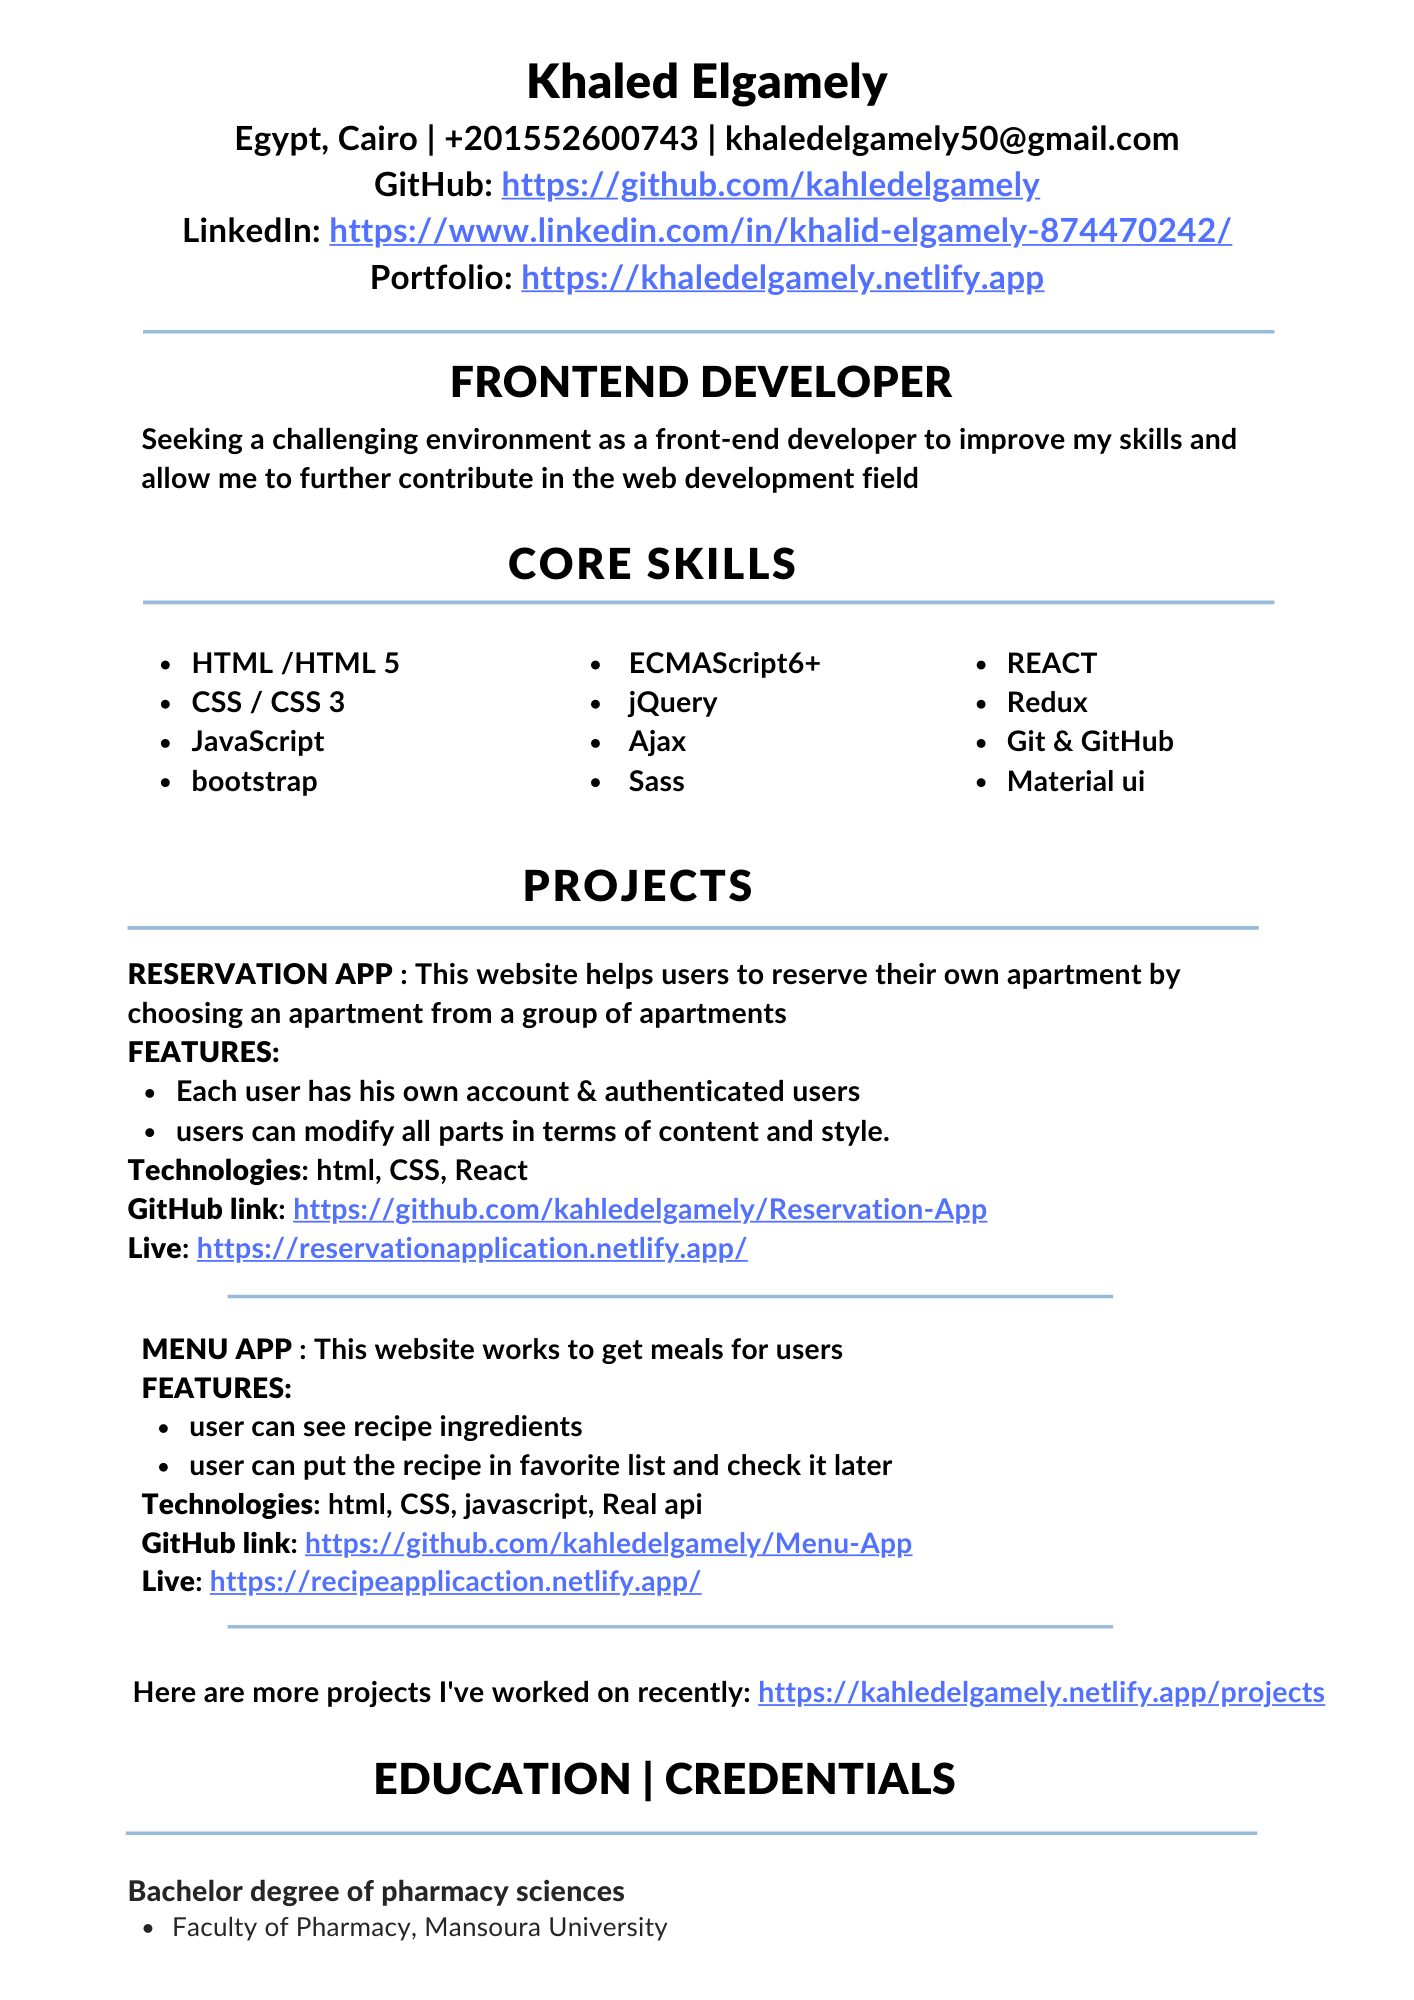 Khaled Elgamely
Egypt, Cairo | +201552600743 | khaledelgamely50@gmail.com
GitHub: https://github.com/kahledelgamely
LinkedIn: https://www.linkedin.com/in/khalid-elgamely-874470242/
Portfolio: https://khaledelgamely.netlify.app
FRONTEND DEVELOPER
Seeking a challenging environment as a front-end developer to improve my skills and
allow me to further contribute in the web development field
CORE SKILLS
• HTML /HTML 5
• CSS / CSS 3
• JavaScript
• bootstrap
• ECMAScript6+
• jQuery
• Ajax
• Sass
• REACT
• Redux
• Git & GitHub
• Material ui
PROJECTS
RESERVATION APP : This website helps users to reserve their own apartment by
choosing an apartment from a group of apartments
FEATURES:
• Each user has his own account & authenticated users
• users can modify all parts in terms of content and style.
Technologies: html, CSS, React
GitHub link: https://github.com/kahledelgamely/Reservation-App
Live: https://reservationapplication.netlify.app/
MENU APP : This website works to get meals for users
FEATURES:
• user can see recipe ingredients
• user can put the recipe in favorite list and check it later
Technologies: html, CSS, javascript, Real api
GitHub link: https://github.com/kahledelgamely/Menu-App
Live: https://recipeapplicaction.netlify.app/
Here are more projects I've worked on recently: https://kahledelgamely.netlify.app/projects
EDUCATION | CREDENTIALS
Bachelor degree of pharmacy sciences
• Faculty of Pharmacy, Mansoura University